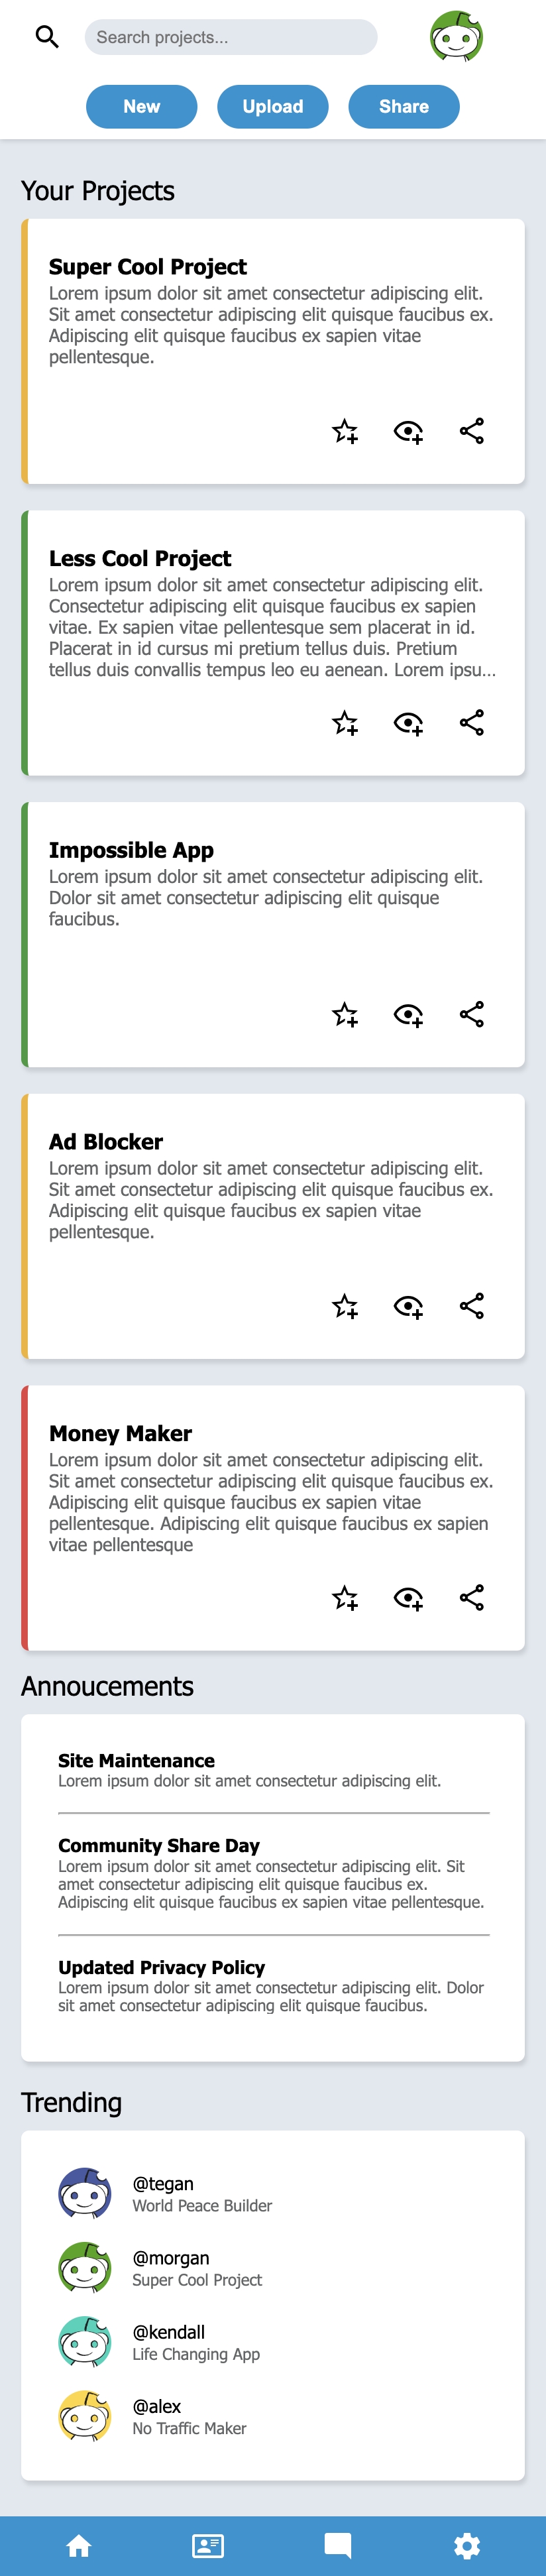 Search projects...
New
Upload
Share
Your Projects
Super Cool Project
Lorem ipsum dolor sit amet consectetur adipiscing elit.
Sit amet consectetur adipiscing elit quisque faucibus ex.
Adipiscing elit quisque faucibus ex sapien vitae
pellentesque.
Less Cool Project
Lorem ipsum dolor sit amet consectetur adipiscing elit.
Consectetur adipiscing elit quisque faucibus ex sapien
vitae. Ex sapien vitae pellentesque sem placerat in id.
Placerat in id cursus mi pretium tellus duis. Pretium
tellus duis convallis tempus leo eu aenean. Lorem ipsu...
Impossible App
Lorem ipsum dolor sit amet consectetur adipiscing elit.
Dolor sit amet consectetur adipiscing elit quisque
faucibus.
Ad Blocker
Lorem ipsum dolor sit amet consectetur adipiscing elit.
Sit amet consectetur adipiscing elit quisque faucibus ex.
Adipiscing elit quisque faucibus ex sapien vitae
pellentesque.
Money Maker
Lorem ipsum dolor sit amet consectetur adipiscing elit.
Sit amet consectetur adipiscing elit quisque faucibus ex.
Adipiscing elit quisque faucibus ex sapien vitae
pellentesque. Adipiscing elit quisque faucibus ex sapien
vitae pellentesque
Annoucements
Site Maintenance
Lorem ipsum dolor sit amet consectetur adipiscing elit.
Community Share Day
Lorem ipsum dolor sit amet consectetur adipiscing elit. Sit
amet consectetur adipiscing elit quisque faucibus ex.
Adipiscing elit quisque faucibus ex sapien vitae pellentesque.
Updated Privacy Policy
Lorem ipsum dolor sit amet consectetur adipiscing elit. Dolor
sit amet consectetur adipiscing elit quisque faucibus.
Trending
@tegan
World Peace Builder
@morgan
Super Cool Project
@kendall
Life Changing App
@alex
No Traffic Maker